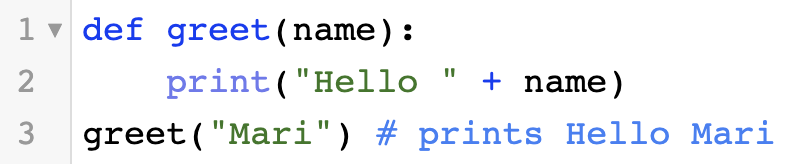 1 ▼ def greet(name):
2     print("Hello " + name)
3 greet("Mari") # prints Hello Mari